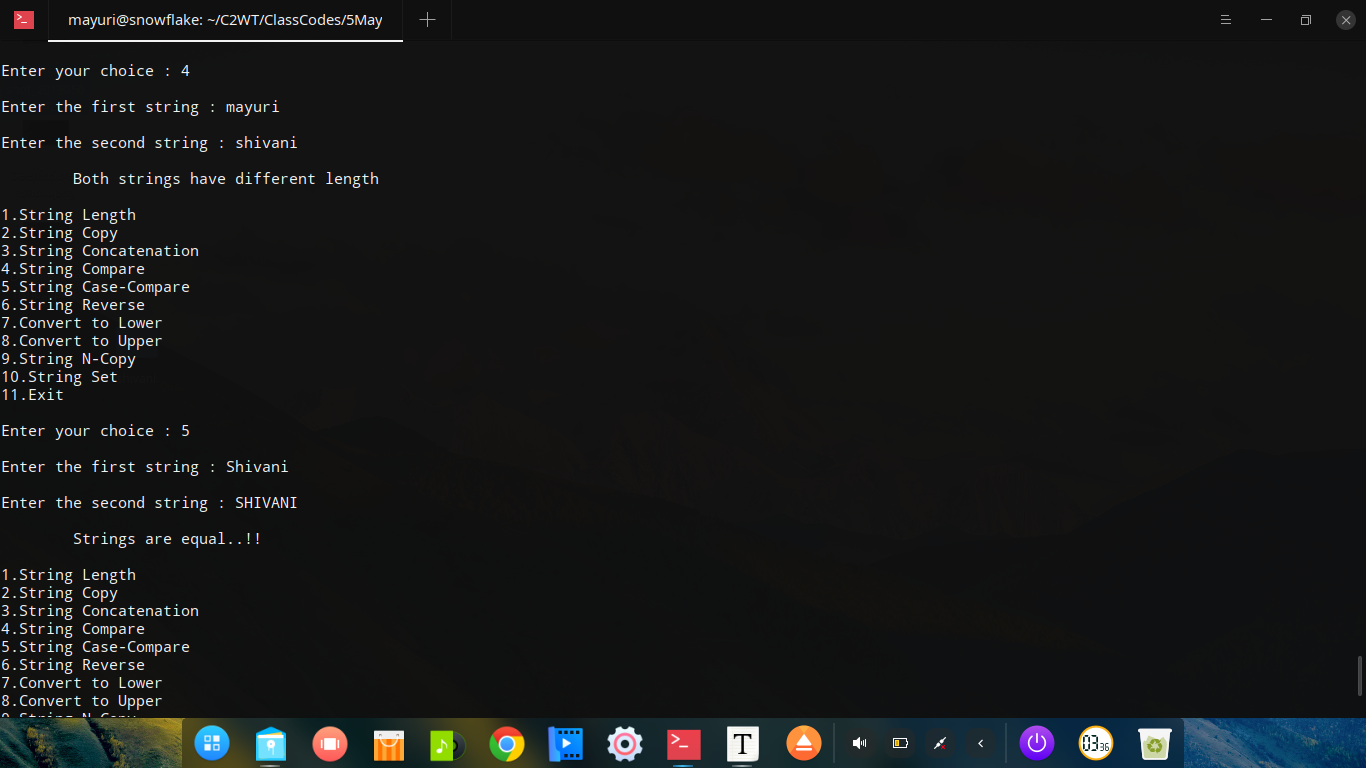 mayuri@snowflake: ~/C2WT/ClassCodes/5May
Enter your choice : 4
Enter the first string : mayuri
Enter the second string : shivani
Both strings have different length
1.String Length
2.String Copy
3.String Concatenation
4.String Compare
5.String Case-Compare
6.String Reverse
7.Convert to Lower
8.Convert to Upper
9.String N-Copy
10.String Set
11.Exit
Enter your choice : 5
Enter the first string : Shivani
Enter the second string : SHIVANI
Strings are equal..!!
1.String Length
2.String Copy
3.String Concatenation
4.String Compare
5.String Case-Compare
6.String Reverse
7.Convert to Lower
8.Convert to Upper
9.String N-Copy
T
03 36